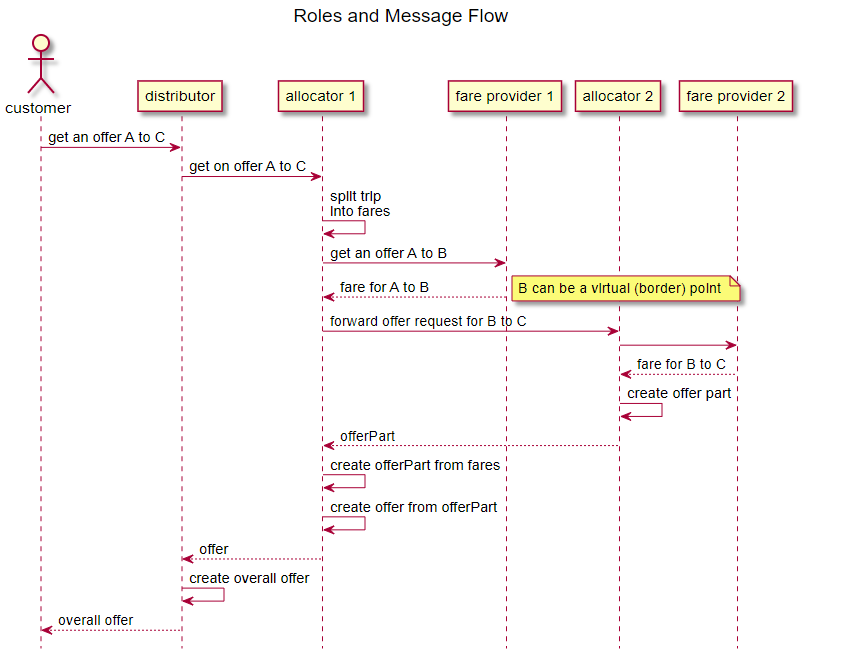 Roles and Message Flow
customer
distributor
allocator 1
fare provider 1
allocator 2
fare provider 2
get an offer A to C
get on offer A to C
split trip
into fares
get an offer A to B
fare for A to B
B can be a virtual (border) point
forward offer request for B to C
fare for B to C
create offer part
offerPart
create offerPart from fares
create offer from offerPart
offer
create overall offer
overall offer